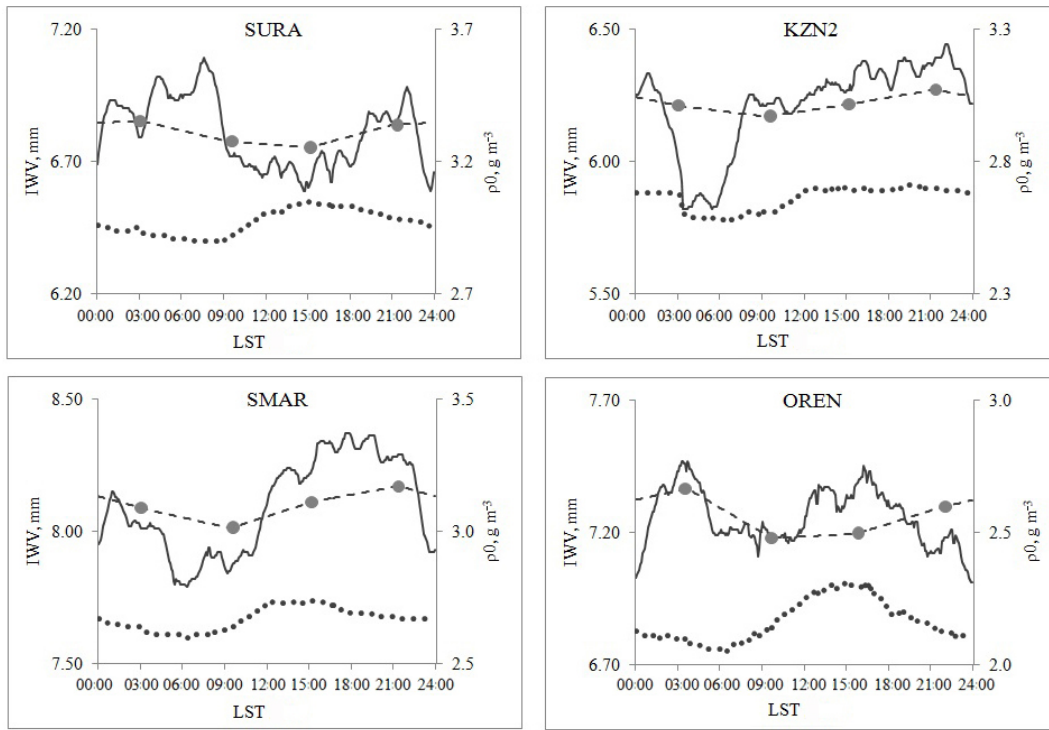 SURA
7.20
6.70
6.20
IWV, mm
3.7
3.2
2.7
ρ0, g m⁻³
00:00 03:00 06:00 09:00 12:00 15:00 18:00 21:00 24:00
LST
KZN2
6.50
6.00
5.50
IWV, mm
3.3
2.8
2.3
ρ0, g m⁻³
00:00 03:00 06:00 09:00 12:00 15:00 18:00 21:00 24:00
LST
SMAR
8.50
8.00
7.50
IWV, mm
3.5
3.0
2.5
ρ0, g m⁻³
00:00 03:00 06:00 09:00 12:00 15:00 18:00 21:00 24:00
LST
OREN
7.70
7.20
6.70
IWV, mm
3.0
2.5
2.0
ρ0, g m⁻³
00:00 03:00 06:00 09:00 12:00 15:00 18:00 21:00 24:00
LST